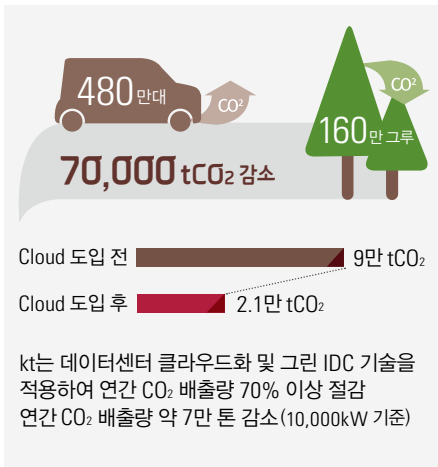 480만대
CO²
CO²
160만 그루
70,000 tCO₂ 감소
Cloud 도입 전 9만 tCO₂
Cloud 도입 후 2.1만 tCO₂
kt는 데이터센터 클라우드화 및 그린 IDC 기술을
적용하여 연간 CO₂ 배출량 70% 이상 절감
연간 CO₂ 배출량 약 7만 톤 감소(10,000kW 기준)